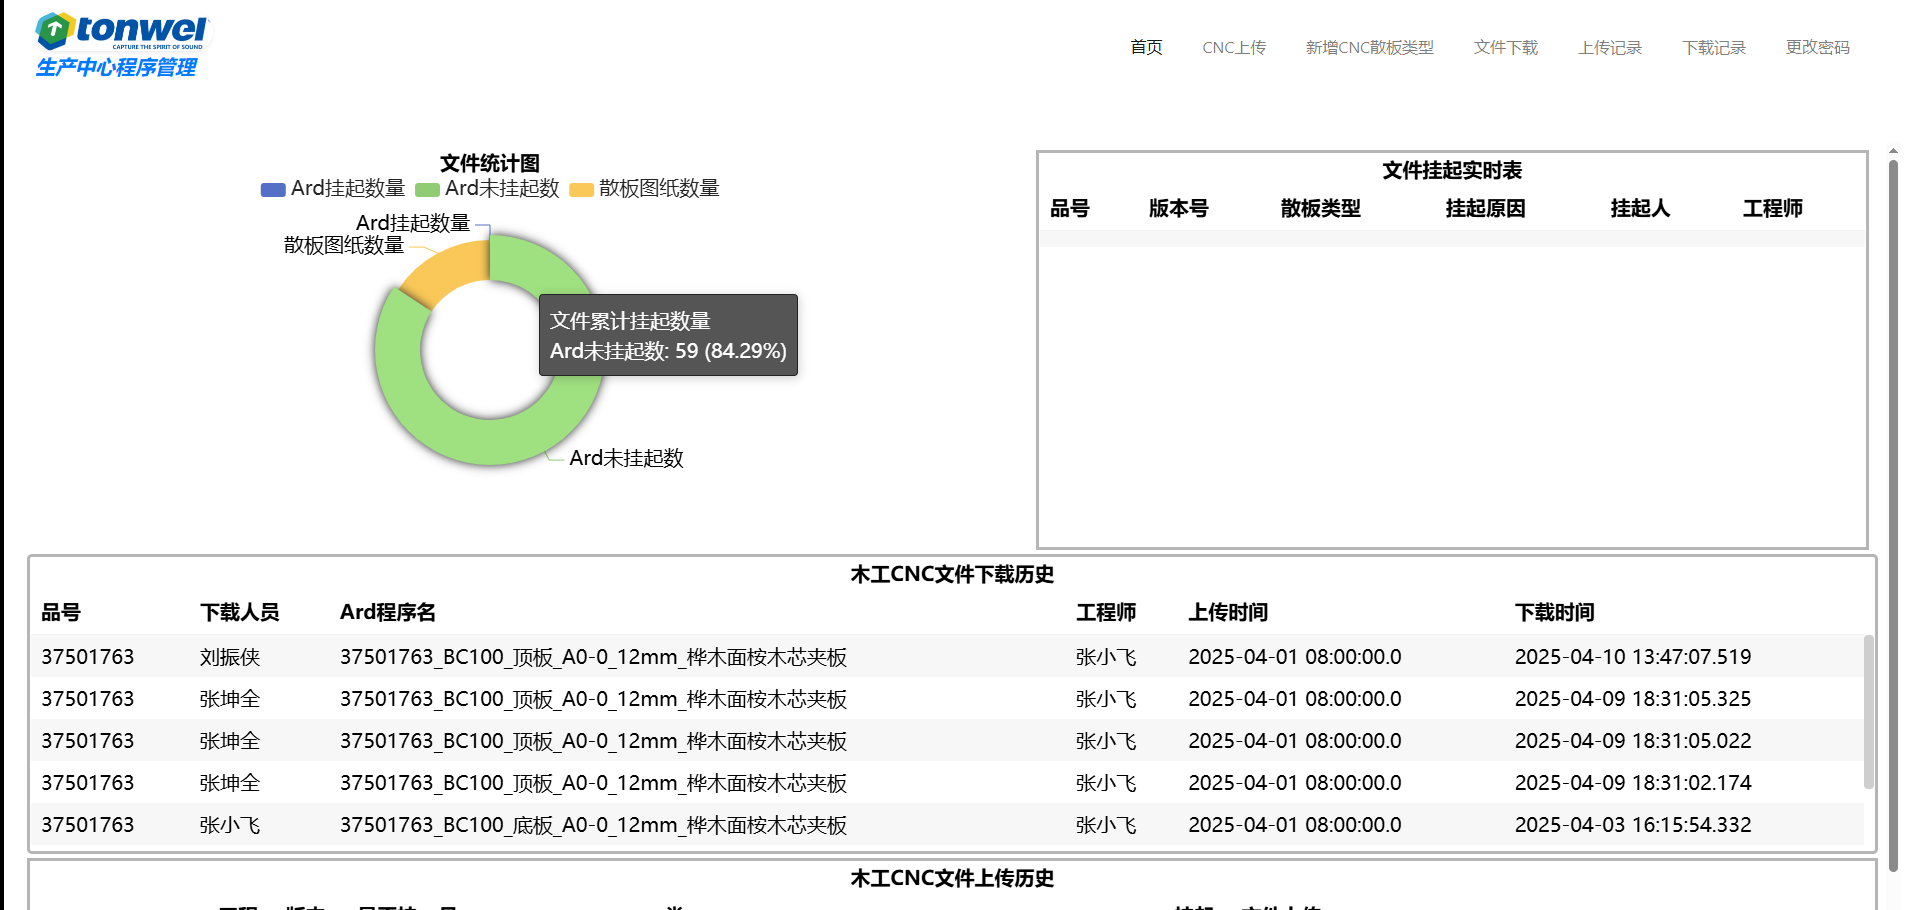 tonwel
CAPTURE THE SPIRIT OF SOUND
生产中心程序管理
首页 CNC上传 新增CNC散板类型 文件下载 上传记录 下载记录 更改密码
文件统计图
Ard挂起数量 Ard未挂起数 散板图纸数量
Ard挂起数量
散板图纸数量
文件累计挂起数量
Ard未挂起数: 59 (84.29%)
Ard未挂起数
文件挂起实时表
品号 版本号 散板类型 挂起原因 挂起人 工程师
木工CNC文件下载历史
品号 下载人员 Ard程序名 工程师 上传时间 下载时间
37501763 刘振侠 37501763_BC100_顶板_A0-0_12mm_桦木面桉木芯夹板 张小飞 2025-04-01 08:00:00.0 2025-04-10 13:47:07.519
37501763 张坤全 37501763_BC100_顶板_A0-0_12mm_桦木面桉木芯夹板 张小飞 2025-04-01 08:00:00.0 2025-04-09 18:31:05.325
37501763 张坤全 37501763_BC100_顶板_A0-0_12mm_桦木面桉木芯夹板 张小飞 2025-04-01 08:00:00.0 2025-04-09 18:31:05.022
37501763 张坤全 37501763_BC100_顶板_A0-0_12mm_桦木面桉木芯夹板 张小飞 2025-04-01 08:00:00.0 2025-04-09 18:31:02.174
37501763 张小飞 37501763_BC100_底板_A0-0_12mm_桦木面桉木芯夹板 张小飞 2025-04-01 08:00:00.0 2025-04-03 16:15:54.332
木工CNC文件上传历史